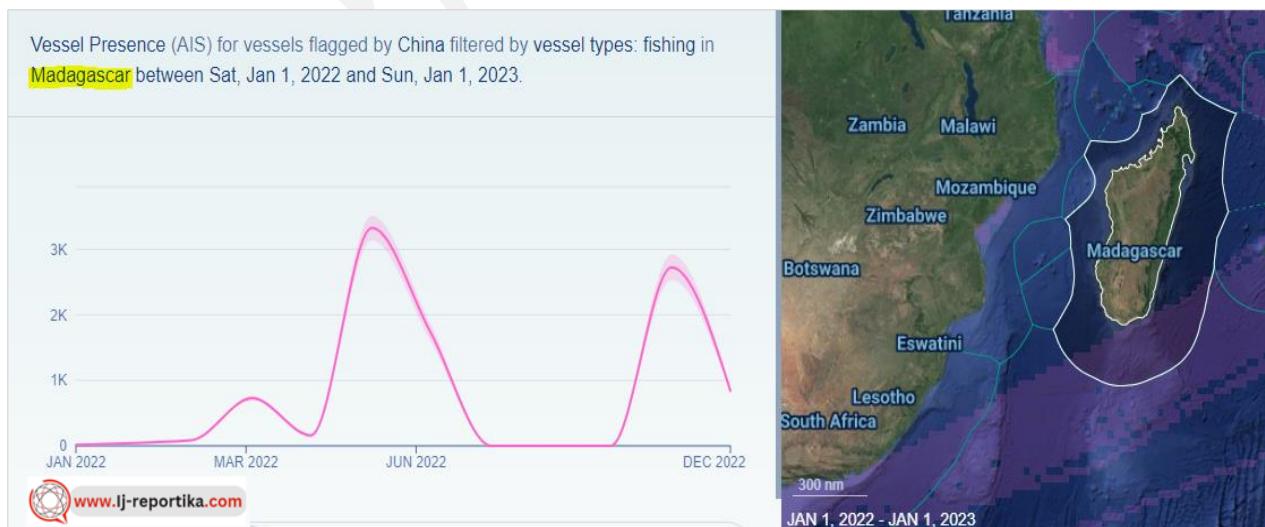 Vessel Presence (AIS) for vessels flagged by China filtered by vessel types: fishing in
Madagascar between Sat, Jan 1, 2022 and Sun, Jan 1, 2023.
3K
2K
1K
0
JAN 2022
MAR 2022
JUN 2022
DEC 2022
www.lj-reportika.com
Tanzania
Zambia
Malawi
Mozambique
Zimbabwe
Madagascar
Botswana
Eswatini
Lesotho
South Africa
300 nm
JAN 1, 2022 - JAN 1, 2023